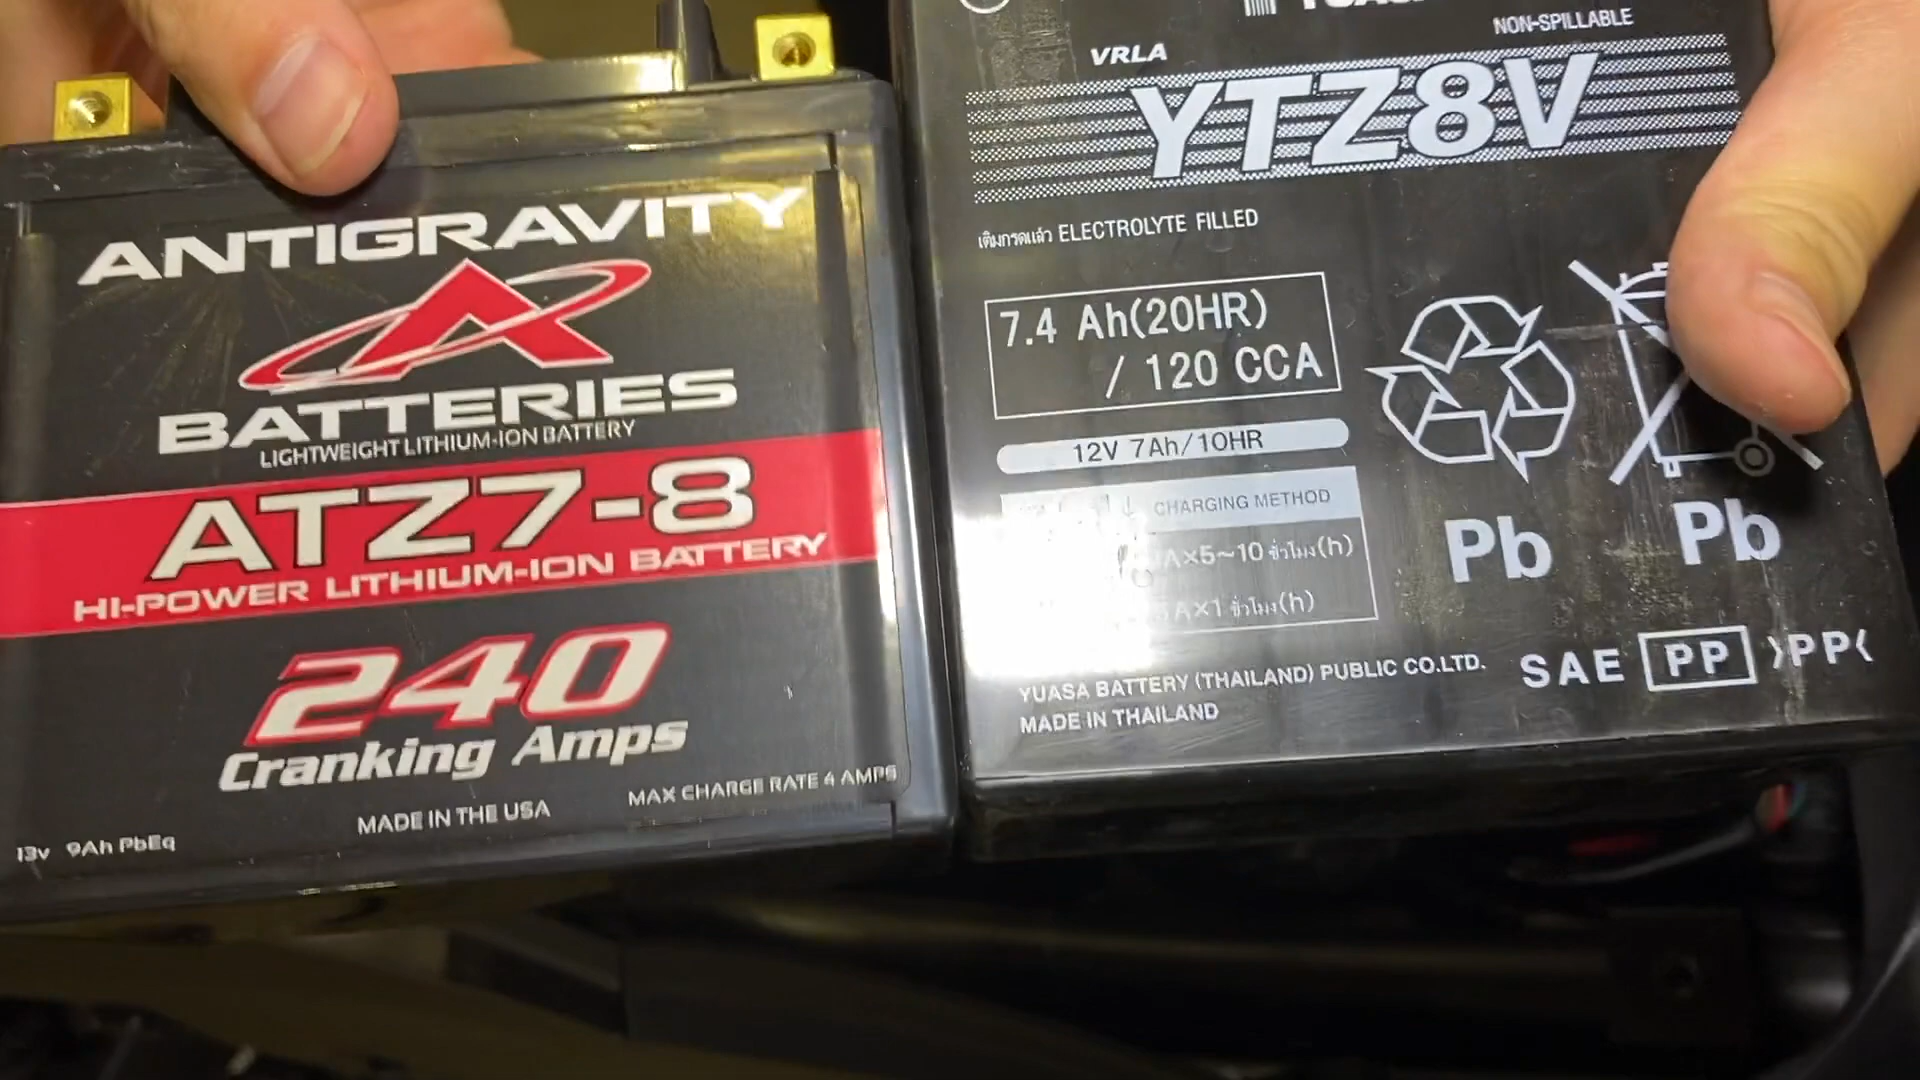 ANTIGRAVITY
BATTERIES
LIGHTWEIGHT LITHIUM-ION BATTERY
ATZ7-8
HI-POWER LITHIUM-ION BATTERY
240
Cranking Amps
MAX CHARGE RATE 4 AMPS
MADE IN THE USA
13v 9Ah PbEq
NON-SPILLABLE
VRLA
YTZ8V
เติมกรดแล้ว ELECTROLYTE FILLED
7.4 Ah(20HR)
/ 120 CCA
12V 7Ah/10HR
CHARGING METHOD
A×5~10 ชั่วโมง(h)
A×1 ชั่วโมง(h)
Pb
Pb
YUASA BATTERY (THAILAND) PUBLIC CO.LTD.
MADE IN THAILAND
SAE PP >PP<